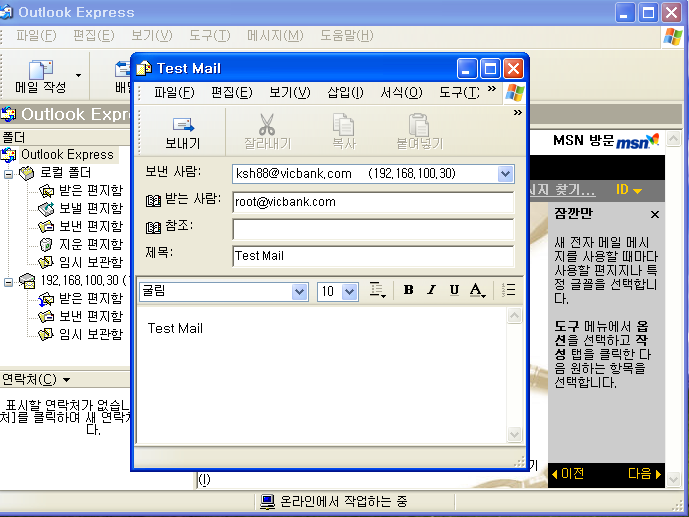 Outlook Express
파일(F) 편집(E) 보기(V) 도구(T) 메시지(M) 도움말(H)
메일 작성
Outlook Expr
폴더
Outlook Express
로컬 폴더
받은 편지함
보낼 편지함
보낸 편지함
지운 편지함
임시 보관함
192,168,100,30 (1
받은 편지함
보낸 편지함
임시 보관함
연락처(C)
표시할 연락처가 없습니
처]를 클릭하여 새 연락처
다.
Test Mail
파일(F) 편집(E) 보기(V) 삽입(I) 서식(O) 도구(T) »
보내기 잘라내기 복사 붙여넣기 »
보낸 사람: ksh88@vicbank,com (192,168,100,30)
받는 사람: root@vicbank.com
참조:
제목: Test Mail
굴림 10 B I U A
Test Mail
MSN 방문 msn
시지 찾기... ID
잠깐만 ×
새 전자 메일 메시
지를 사용할 때마다
사용할 편지지나 특
정 글꼴을 선택합니
다.
도구 메뉴에서 옵
션을 선택하고 작
성 탭을 클릭한 다
음 원하는 항목을
선택합니다.
이전 다음
기
(I)
온라인에서 작업하는 중